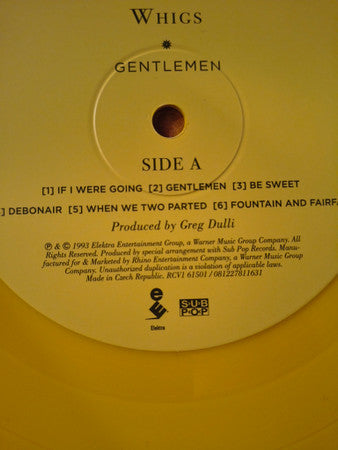 WHIGS
GENTLEMEN
SIDE A
[1] IF I WERE GOING [2] GENTLEMEN [3] BE SWEET
] DEBONAIR [5] WHEN WE TWO PARTED [6] FOUNTAIN AND FAIRFA
Produced by Greg Dulli
℗ & © 1993 Elektra Entertainment Group, a Warner Music Group Company. All
Rights Reserved. Produced by special arrangement with Sub Pop Records. Manu-
factured for & Marketed by Rhino Entertainment Company, a Warner Music Group
Company. Unauthorized duplication is a violation of applicable laws.
Made in Czech Republic. RCV1 61501 / 081227811631
Elektra
SUB
POP